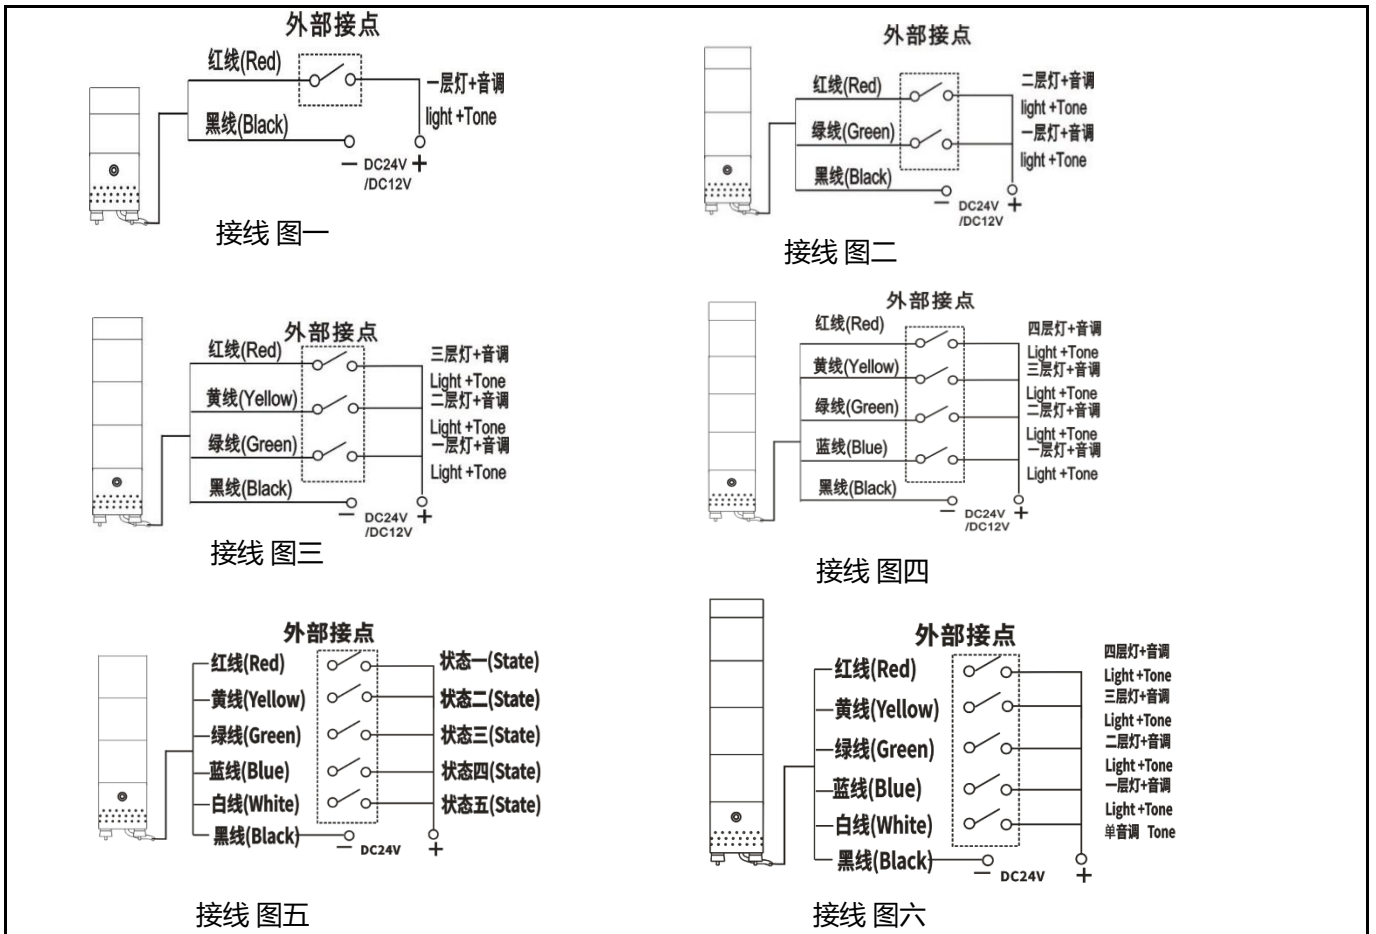 外部接点
红线(Red)
一层灯+音调
light +Tone
黑线(Black)
— DC24V +
/DC12V
接线 图一
外部接点
红线(Red)
二层灯+音调
light +Tone
绿线(Green)
一层灯+音调
light +Tone
黑线(Black)
— DC24V +
/DC12V
接线 图二
外部接点
红线(Red)
三层灯+音调
Light +Tone
黄线(Yellow)
二层灯+音调
Light +Tone
绿线(Green)
一层灯+音调
Light +Tone
黑线(Black)
— DC24V +
/DC12V
接线 图三
外部接点
红线(Red)
四层灯+音调
Light +Tone
黄线(Yellow)
三层灯+音调
Light +Tone
绿线(Green)
二层灯+音调
Light +Tone
蓝线(Blue)
一层灯+音调
Light +Tone
黑线(Black)
— DC24V +
/DC12V
接线 图四
外部接点
红线(Red)
状态一(State)
黄线(Yellow)
状态二(State)
绿线(Green)
状态三(State)
蓝线(Blue)
状态四(State)
白线(White)
状态五(State)
黑线(Black)
— DC24V +
接线 图五
外部接点
红线(Red)
四层灯+音调
Light +Tone
黄线(Yellow)
三层灯+音调
Light +Tone
绿线(Green)
二层灯+音调
Light +Tone
蓝线(Blue)
一层灯+音调
Light +Tone
白线(White)
单音调 Tone
黑线(Black)
— DC24V +
接线 图六